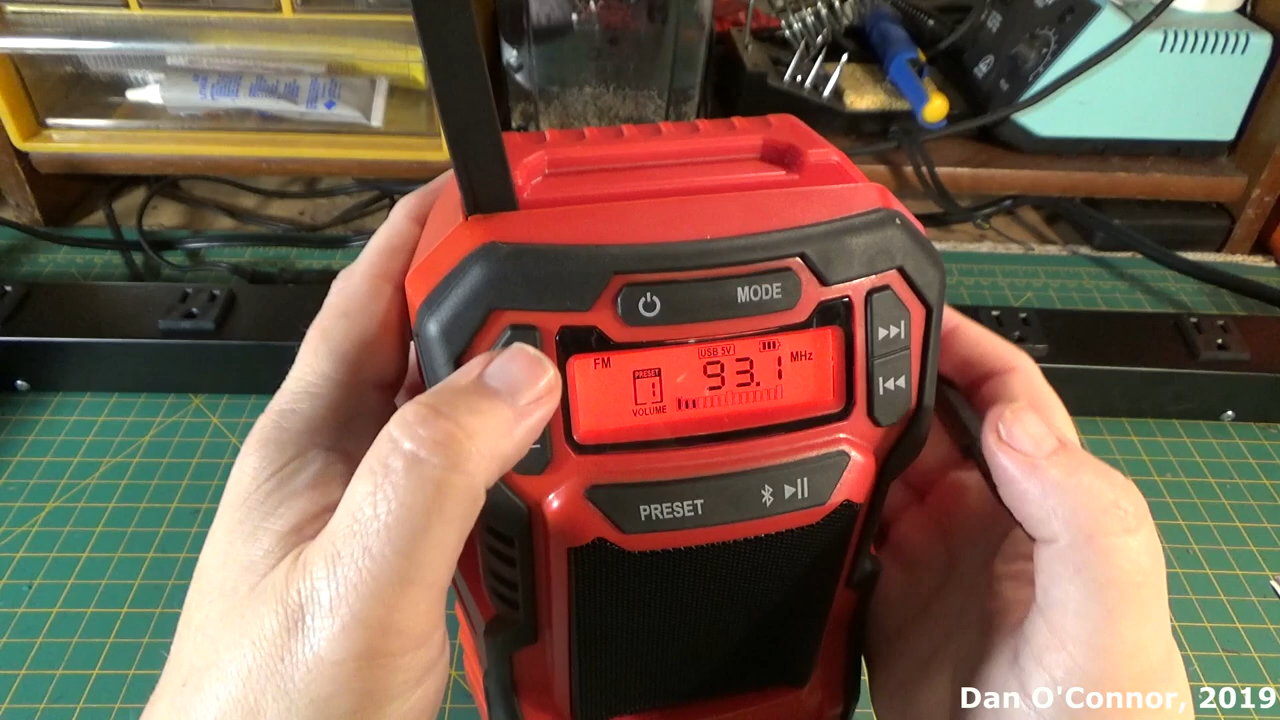 MODE
FM
USB 5V
MHz
PRESET
1
93.1
VOLUME
PRESET
Dan O'Connor, 2019